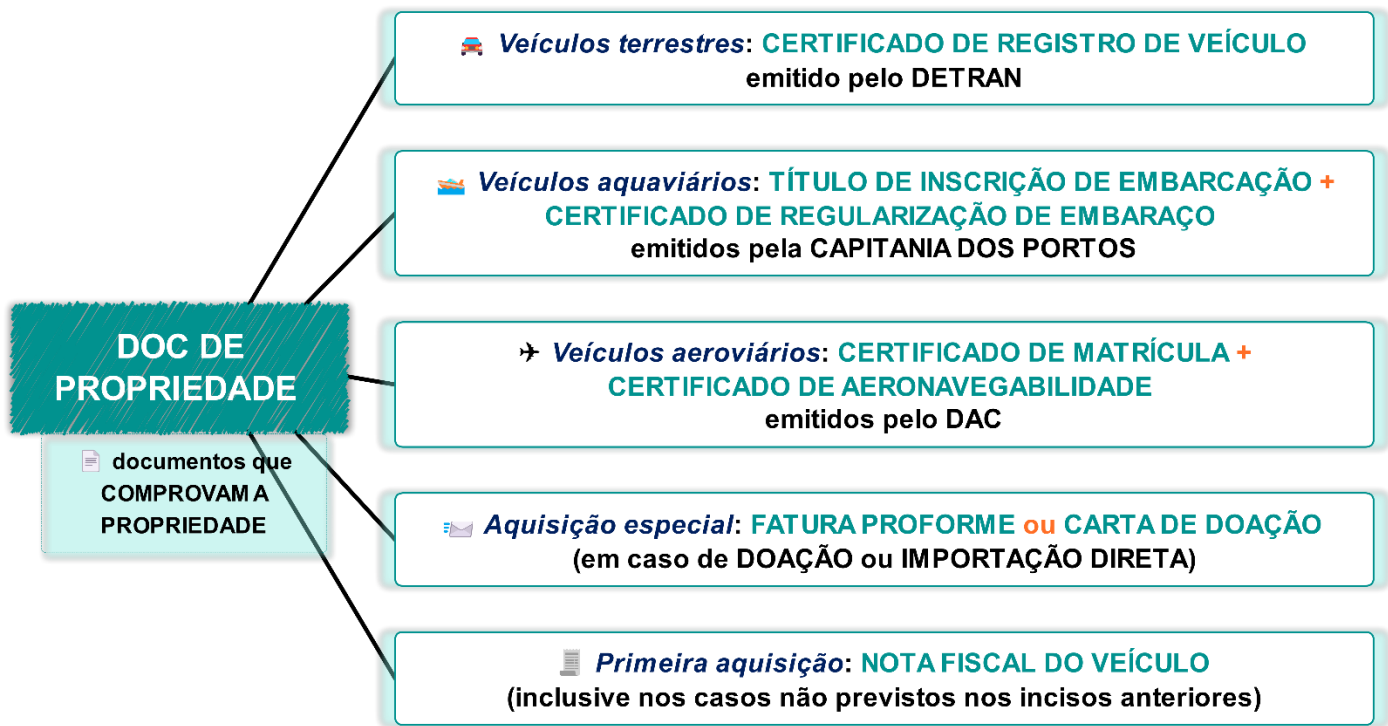 Veículos terrestres: CERTIFICADO DE REGISTRO DE VEÍCULO
emitido pelo DETRAN
Veículos aquaviários: TÍTULO DE INSCRIÇÃO DE EMBARCAÇÃO +
CERTIFICADO DE REGULARIZAÇÃO DE EMBARAÇO
emitidos pela CAPITANIA DOS PORTOS
DOC DE
PROPRIEDADE
documentos que
COMPROVAM A
PROPRIEDADE
Veículos aeroviários: CERTIFICADO DE MATRÍCULA +
CERTIFICADO DE AERONAVEGABILIDADE
emitidos pelo DAC
Aquisição especial: FATURA PROFORME ou CARTA DE DOAÇÃO
(em caso de DOAÇÃO ou IMPORTAÇÃO DIRETA)
Primeira aquisição: NOTA FISCAL DO VEÍCULO
(inclusive nos casos não previstos nos incisos anteriores)